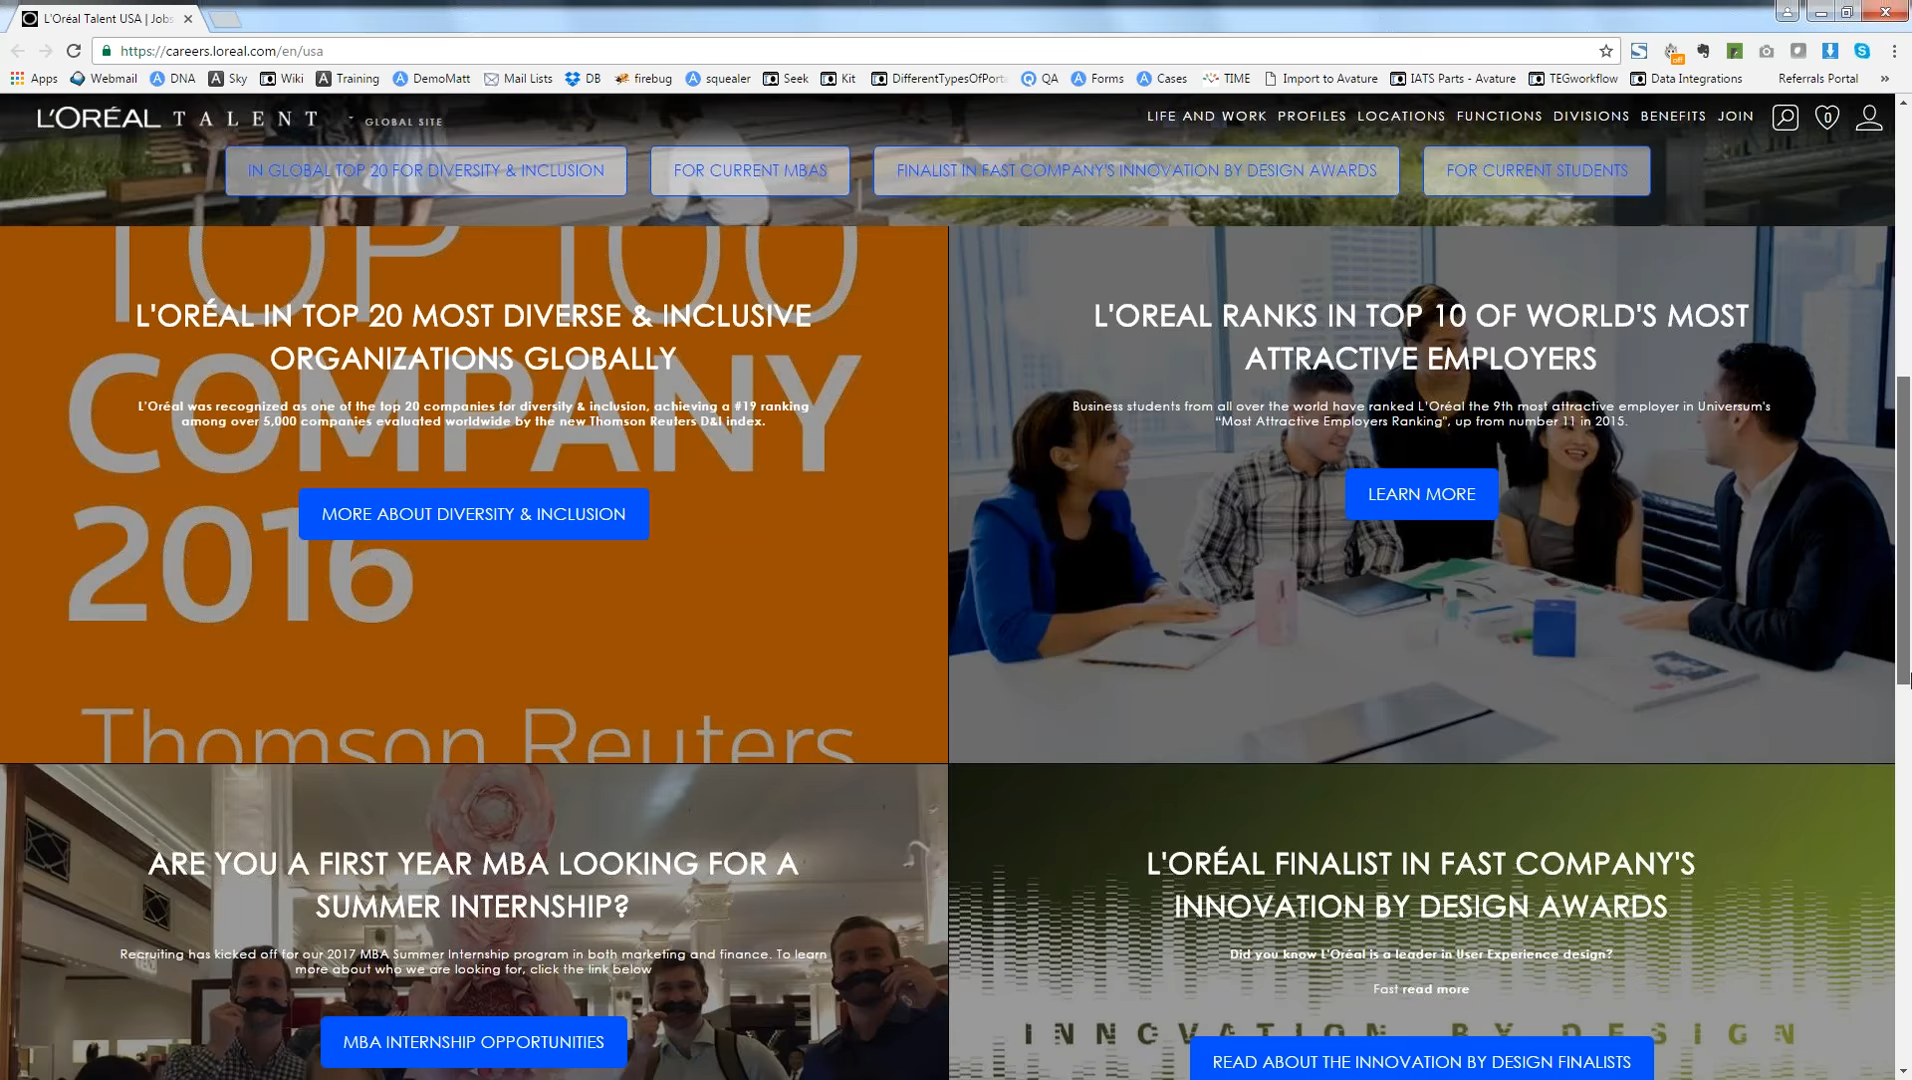 L'Oréal Talent USA | Jobs
https://careers.loreal.com/en/usa
Apps Webmail DNA Sky Wiki Training DemoMatt Mail Lists DB firebug squealer Seek Kit DifferentTypesOfPorta QA Forms Cases TIME Import to Avature IATS Parts - Avature TEGworkflow Data Integrations Referrals Portal »
L'ORÉAL TALENT GLOBAL SITE LIFE AND WORK PROFILES LOCATIONS FUNCTIONS DIVISIONS BENEFITS JOIN 0
IN GLOBAL TOP 20 FOR DIVERSITY & INCLUSION FOR CURRENT MBAS FINALIST IN FAST COMPANY'S INNOVATION BY DESIGN AWARDS FOR CURRENT STUDENTS
TOP 100
COMPANY
2016
Thomson Reuters
L'ORÉAL IN TOP 20 MOST DIVERSE & INCLUSIVE
ORGANIZATIONS GLOBALLY
L'Oréal was recognized as one of the top 20 companies for diversity & inclusion, achieving a #19 ranking
among over 5,000 companies evaluated worldwide by the new Thomson Reuters D&I index.
MORE ABOUT DIVERSITY & INCLUSION
L'OREAL RANKS IN TOP 10 OF WORLD'S MOST
ATTRACTIVE EMPLOYERS
Business students from all over the world have ranked L'Oréal the 9th most attractive employer in Universum's
"Most Attractive Employers Ranking", up from number 11 in 2015.
LEARN MORE
ARE YOU A FIRST YEAR MBA LOOKING FOR A
SUMMER INTERNSHIP?
Recruiting has kicked off for our 2017 MBA Summer Internship program in both marketing and finance. To learn
more about who we are looking for, click the link below
MBA INTERNSHIP OPPORTUNITIES
L'ORÉAL FINALIST IN FAST COMPANY'S
INNOVATION BY DESIGN AWARDS
Did you know L'Oréal is a leader in User Experience design?
Fast read more
INNOVATION BY DESIGN
READ ABOUT THE INNOVATION BY DESIGN FINALISTS